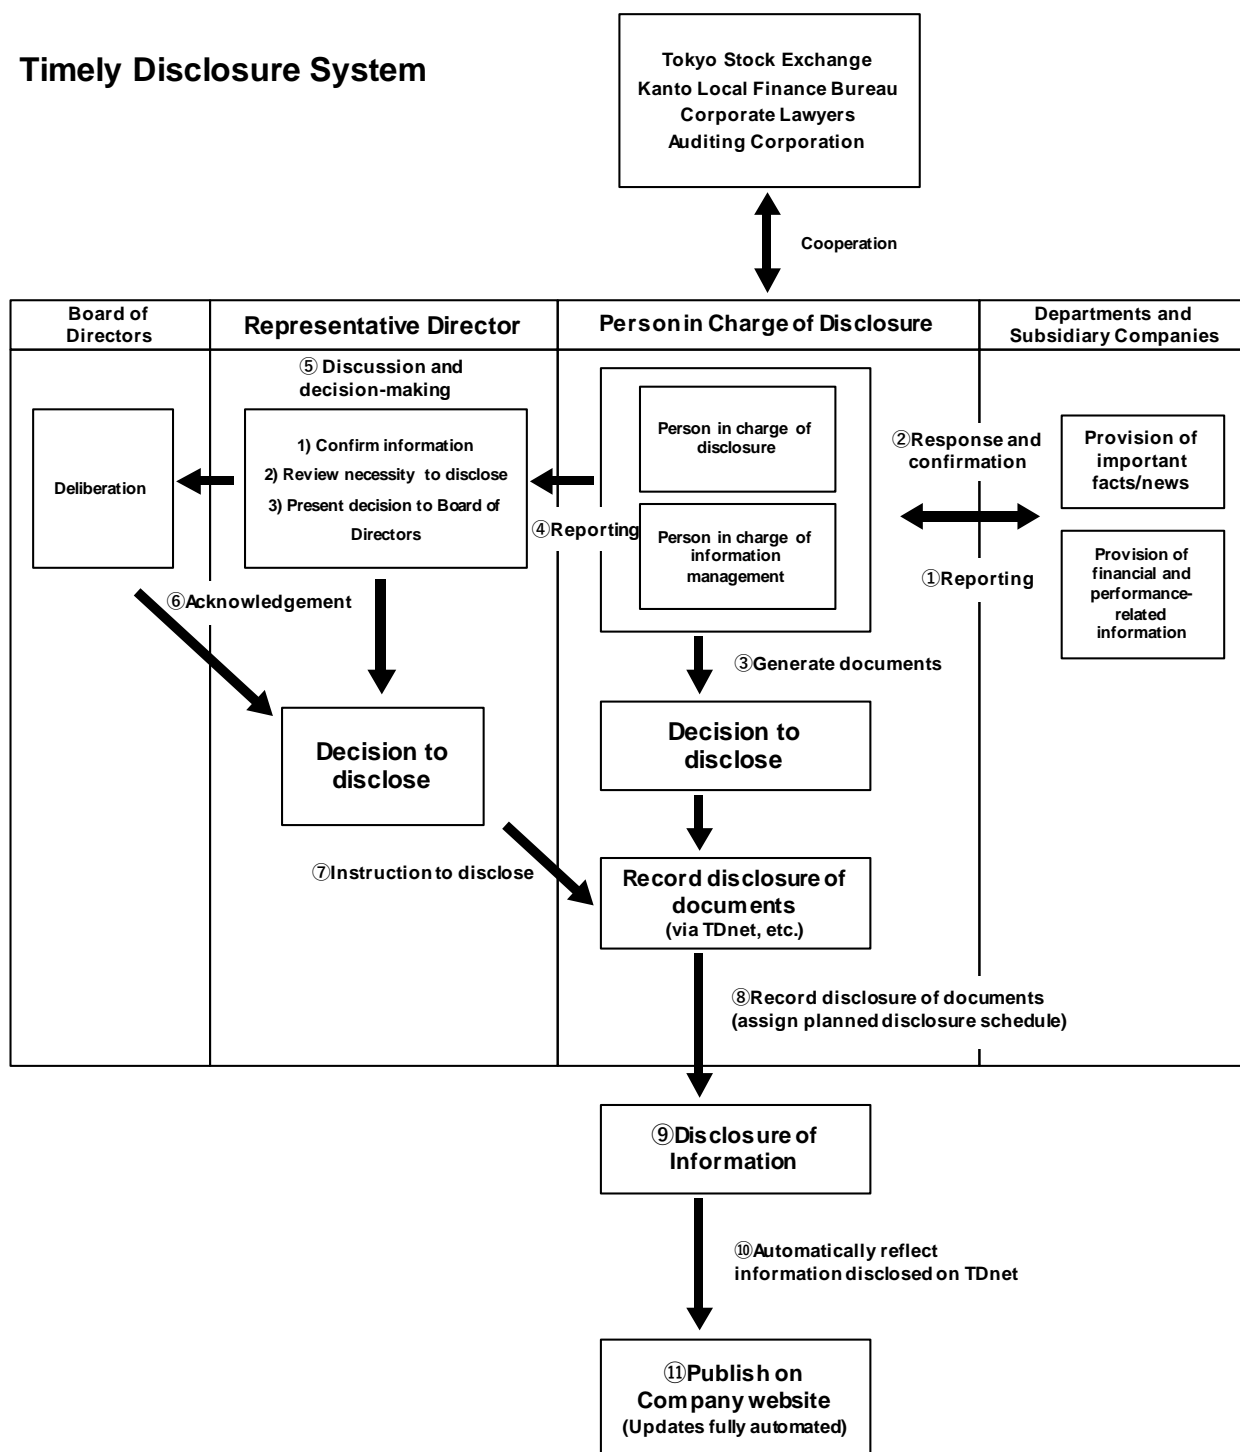 Timely Disclosure System
Tokyo Stock Exchange
Kanto Local Finance Bureau
Corporate Lawyers
Auditing Corporation
Cooperation
Board of
Directors
Representative Director
Person in Charge of Disclosure
Departments and
Subsidiary Companies
⑤ Discussion and
decision-making
Deliberation
1) Confirm information
2) Review necessity to disclose
3) Present decision to Board of
Directors
④Reporting
Person in charge of
disclosure
Person in charge of
information
management
②Response and
confirmation
①Reporting
Provision of
important
facts/news
Provision of
financial and
performance-
related
information
⑥Acknowledgement
③Generate documents
Decision to
disclose
Decision to
disclose
⑦Instruction to disclose
Record disclosure of
documents
(via TDnet, etc.)
⑧Record disclosure of documents
(assign planned disclosure schedule)
⑨Disclosure of
Information
⑩Automatically reflect
information disclosed on TDnet
⑪Publish on
Company website
(Updates fully automated)